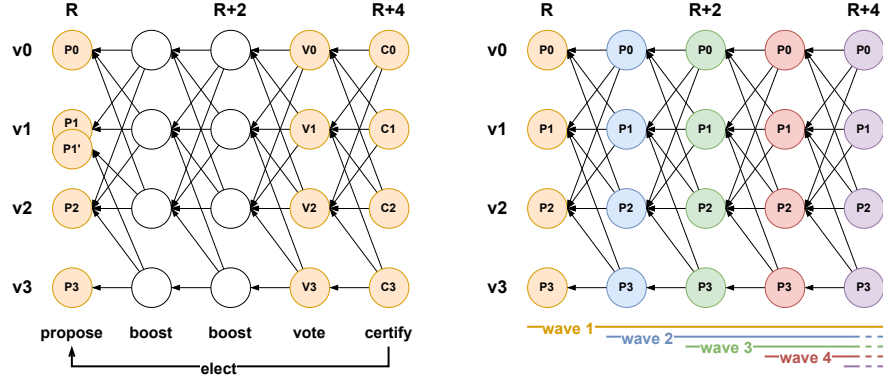 R R+2 R+4 R R+2 R+4
v0 P0 V0 C0 v0 P0 P0 P0 P0 P0
v1 P1 V1 C1 v1 P1 P1 P1 P1 P1
P1'
v2 P2 V2 C2 v2 P2 P2 P2 P2 P2
v3 P3 V3 C3 v3 P3 P3 P3 P3 P3
propose boost boost vote certify
elect
wave 1
wave 2
wave 3
wave 4